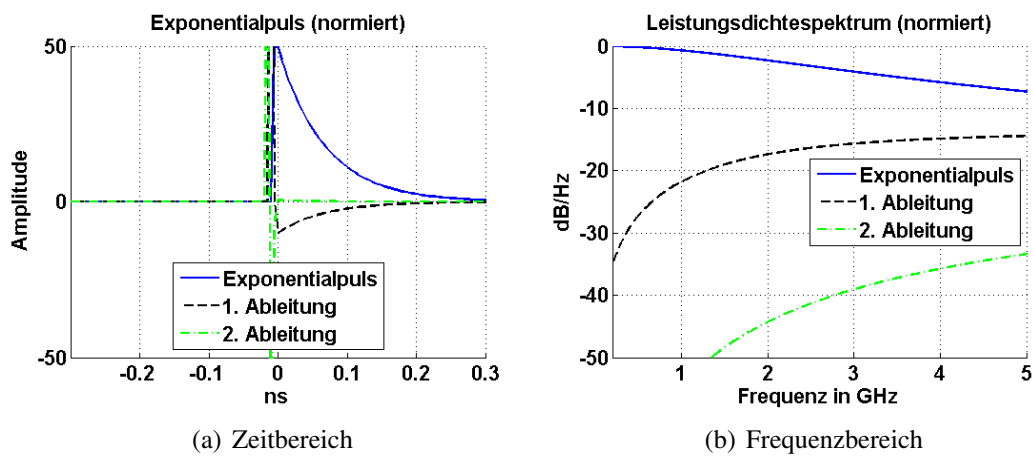 Exponentialpuls (normiert)
50
0
-50
Amplitude
-0.2
-0.1
0
0.1
0.2
0.3
ns
Exponentialpuls
1. Ableitung
2. Ableitung
(a) Zeitbereich
Leistungsdichtespektrum (normiert)
0
-10
-20
-30
-40
-50
dB/Hz
1
2
3
4
5
Frequenz in GHz
Exponentialpuls
1. Ableitung
2. Ableitung
(b) Frequenzbereich